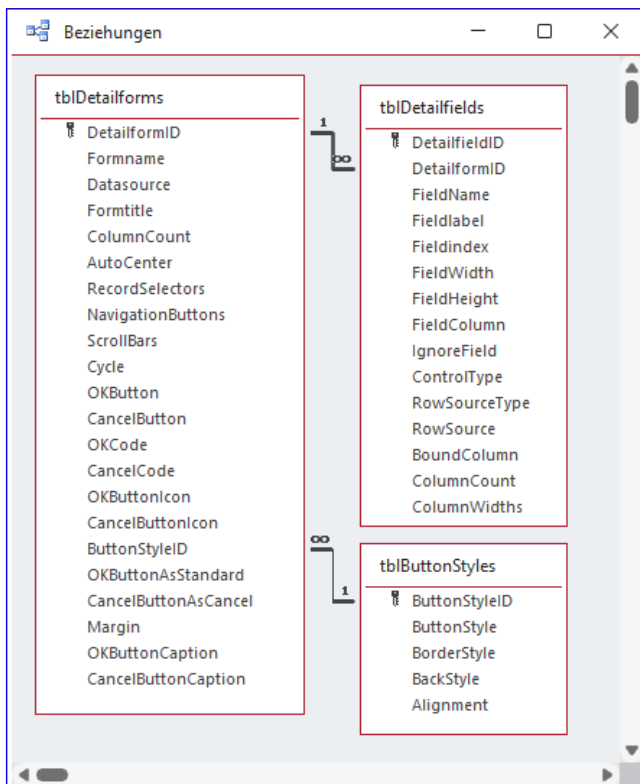 Beziehungen
tblDetailforms
DetailformID
Formname
Datasource
Formtitle
ColumnCount
AutoCenter
RecordSelectors
NavigationButtons
ScrollBars
Cycle
OKButton
CancelButton
OKCode
CancelCode
OKButtonIcon
CancelButtonIcon
ButtonStyleID
OKButtonAsStandard
CancelButtonAsCancel
Margin
OKButtonCaption
CancelButtonCaption
1
∞
tblDetailfields
DetailfieldID
DetailformID
FieldName
Fieldlabel
Fieldindex
FieldWidth
FieldHeight
FieldColumn
IgnoreField
ControlType
RowSourceType
RowSource
BoundColumn
ColumnCount
ColumnWidths
∞
1
tblButtonStyles
ButtonStyleID
ButtonStyle
BorderStyle
BackStyle
Alignment